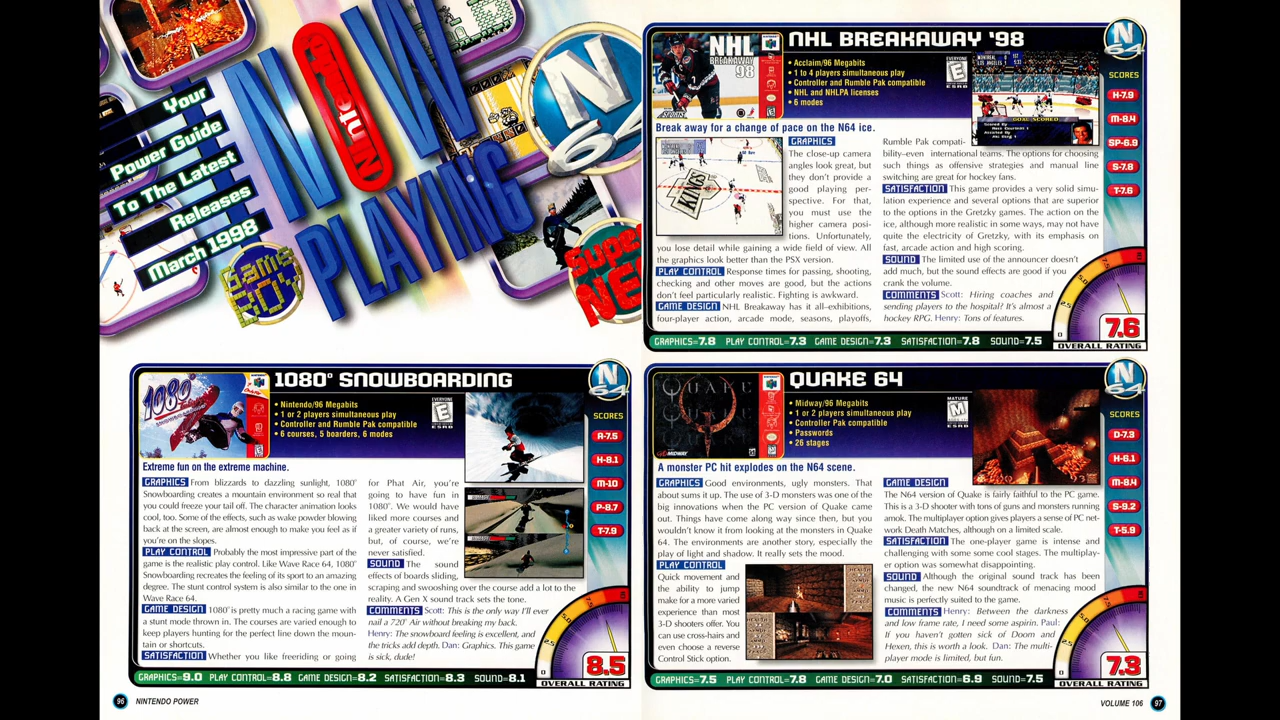 Your
Power Guide
To The Latest
Releases
March 1998
NOW
PLAYING
GAME
BOY
NINTENDO
SUPER
NES
1080° SNOWBOARDING
1080°
• Nintendo/96 Megabits
• 1 or 2 players simultaneous play
• Controller and Rumble Pak compatible
• 6 courses, 5 boarders, 6 modes
EVERYONE
E
ESRB
N
64
SCORES
A-7.5
H-8.1
M-10
P-8.7
T-7.9
Extreme fun on the extreme machine.
GRAPHICS From blizzards to dazzling sunlight, 1080°
Snowboarding creates a mountain environment so real that
you could freeze your tail off. The character animation looks
cool, too. Some of the effects, such as wake powder blowing
back at the screen, are almost enough to make you feel as if
you're on the slopes.
PLAY CONTROL Probably the most impressive part of the
game is the realistic play control. Like Wave Race 64, 1080°
Snowboarding recreates the feeling of its sport to an amazing
degree. The stunt control system is also similar to the one in
Wave Race 64.
GAME DESIGN 1080° is pretty much a racing game with
a stunt mode thrown in. The courses are varied enough to
keep players hunting for the perfect line down the moun-
tain or shortcuts.
SATISFACTION Whether you like freeriding or going
for Phat Air, you're
going to have fun in
1080°. We would have
liked more courses and
a greater variety of runs,
but, of course, we're
never satisfied.
SOUND The sound
effects of boards sliding,
scraping and swooshing over the course add a lot to the
reality. A Gen X sound track sets the tone.
COMMENTS Scott: This is the only way I'll ever
nail a 720° Air without breaking my back.
Henry: The snowboard feeling is excellent, and
the tricks add depth. Dan: Graphics. This game
is sick, dude!
8.5
OVERALL RATING
GRAPHICS=9.0 PLAY CONTROL=8.8 GAME DESIGN=8.2 SATISFACTION=8.3 SOUND=8.1
96 NINTENDO POWER
NHL BREAKAWAY '98
NHL
BREAKAWAY
98
• Acclaim/96 Megabits
• 1 to 4 players simultaneous play
• Controller and Rumble Pak compatible
• NHL and NHLPA licenses
• 6 modes
EVERYONE
E
ESRB
GOAL SCORED
N
64
SCORES
H-7.9
M-8.4
SP-6.9
S-7.8
T-7.6
Break away for a change of pace on the N64 ice.
KINGS
GRAPHICS
The close-up camera
angles look great, but
they don't provide a
good playing per-
spective. For that,
you must use the
higher camera posi-
tions. Unfortunately,
you lose detail while gaining a wide field of view. All
the graphics look better than the PSX version.
PLAY CONTROL Response times for passing, shooting,
checking and other moves are good, but the actions
don't feel particularly realistic. Fighting is awkward.
GAME DESIGN NHL Breakaway has it all–exhibitions,
four-player action, arcade mode, seasons, playoffs,
Rumble Pak compati-
bility–even international teams. The options for choosing
such things as offensive strategies and manual line
switching are great for hockey fans.
SATISFACTION This game provides a very solid simu-
lation experience and several options that are superior
to the options in the Gretzky games. The action on the
ice, although more realistic in some ways, may not have
quite the electricity of Gretzky, with its emphasis on
fast, arcade action and high scoring.
SOUND The limited use of the announcer doesn't
add much, but the sound effects are good if you
crank the volume.
COMMENTS Scott: Hiring coaches and
sending players to the hospital? It's almost a
hockey RPG. Henry: Tons of features.
7.6
OVERALL RATING
GRAPHICS=7.8 PLAY CONTROL=7.3 GAME DESIGN=7.3 SATISFACTION=7.8 SOUND=7.5
QUAKE 64
QUAKE
MIDWAY
• Midway/96 Megabits
• 1 or 2 players simultaneous play
• Controller Pak compatible
• Passwords
• 26 stages
MATURE
M
ESRB
N
64
SCORES
D-7.3
H-6.1
M-8.4
S-9.2
T-5.9
A monster PC hit explodes on the N64 scene.
GRAPHICS Good environments, ugly monsters. That
about sums it up. The use of 3-D monsters was one of the
big innovations when the PC version of Quake came
out. Things have come along way since then, but you
wouldn't know it from looking at the monsters in Quake
64. The environments are another story, especially the
play of light and shadow. It really sets the mood.
PLAY CONTROL
Quick movement and
the ability to jump
make for a more varied
experience than most
3-D shooters offer. You
can use cross-hairs and
even choose a reverse
Control Stick option.
GAME DESIGN
The N64 version of Quake is fairly faithful to the PC game.
This is a 3-D shooter with tons of guns and monsters running
amok. The multiplayer option gives players a sense of PC net-
work Death Matches, although on a limited scale.
SATISFACTION The one-player game is intense and
challenging with some some cool stages. The multiplay-
er option was somewhat disappointing.
SOUND Although the original sound track has been
changed, the new N64 soundtrack of menacing mood
music is perfectly suited to the game.
COMMENTS Henry: Between the darkness
and low frame rate, I need some aspirin. Paul:
If you haven't gotten sick of Doom and
Hexen, this is worth a look. Dan: The multi-
player mode is limited, but fun.
7.3
OVERALL RATING
GRAPHICS=7.5 PLAY CONTROL=7.8 GAME DESIGN=7.0 SATISFACTION=6.9 SOUND=7.5
VOLUME 106 97